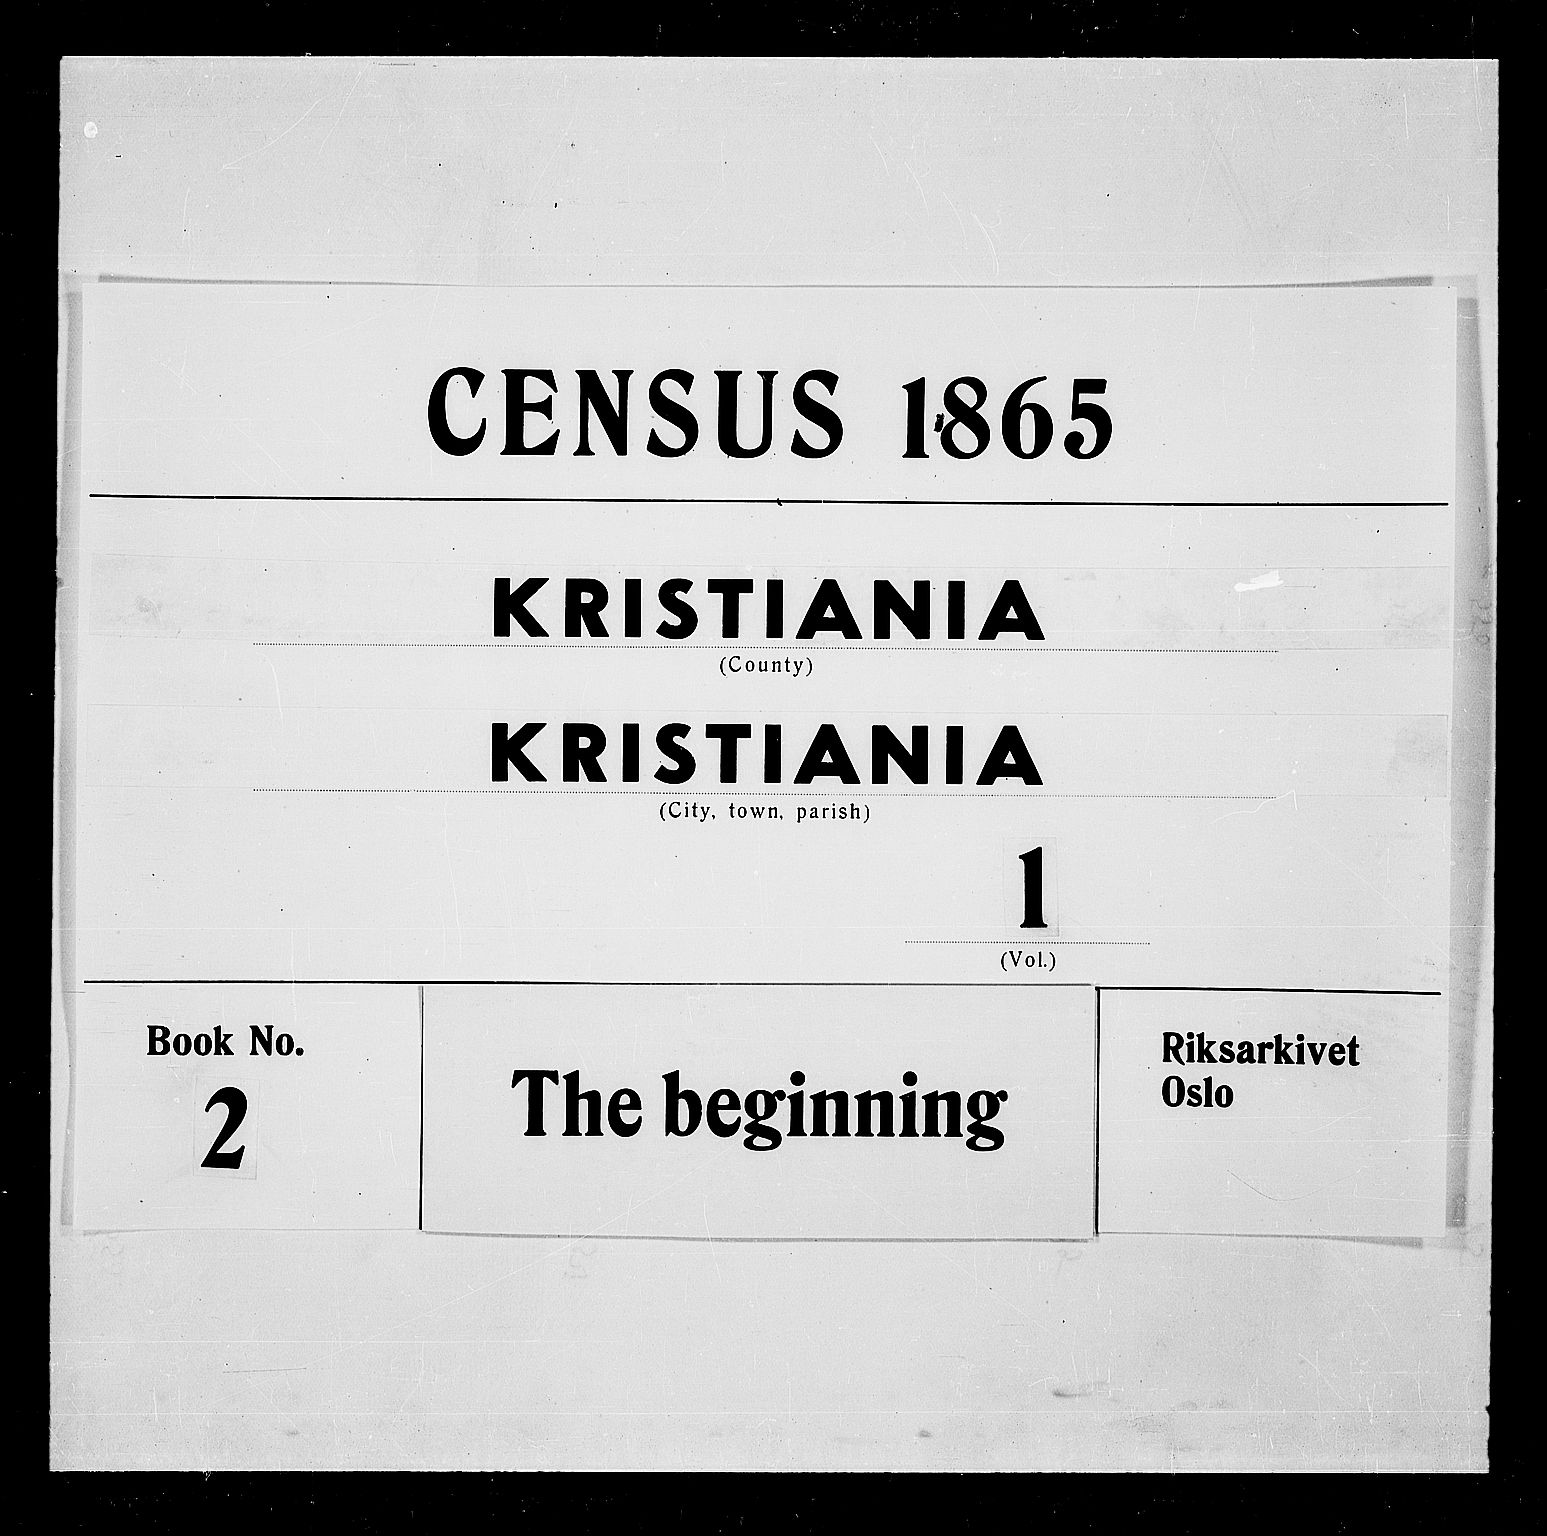 CENSUS 1865
KRISTIANIA
(County)
KRISTIANIA
(City, town, parish)
1
(Vol.)
Book No.
2
The beginning
Riksarkivet
Oslo